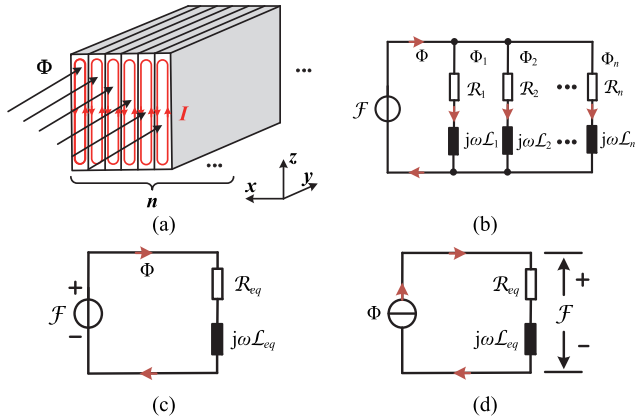 Φ
I
...
...
n
z
y
x
(a)
Φ Φ₁ Φ₂ Φₙ
ℱ ℛ₁ ℛ₂ ... ℛₙ
jωℒ₁ jωℒ₂ ... jωℒₙ
(b)
Φ
+
ℱ
−
ℛeq
jωℒeq
(c)
Φ
ℛeq
jωℒeq
+
ℱ
−
(d)